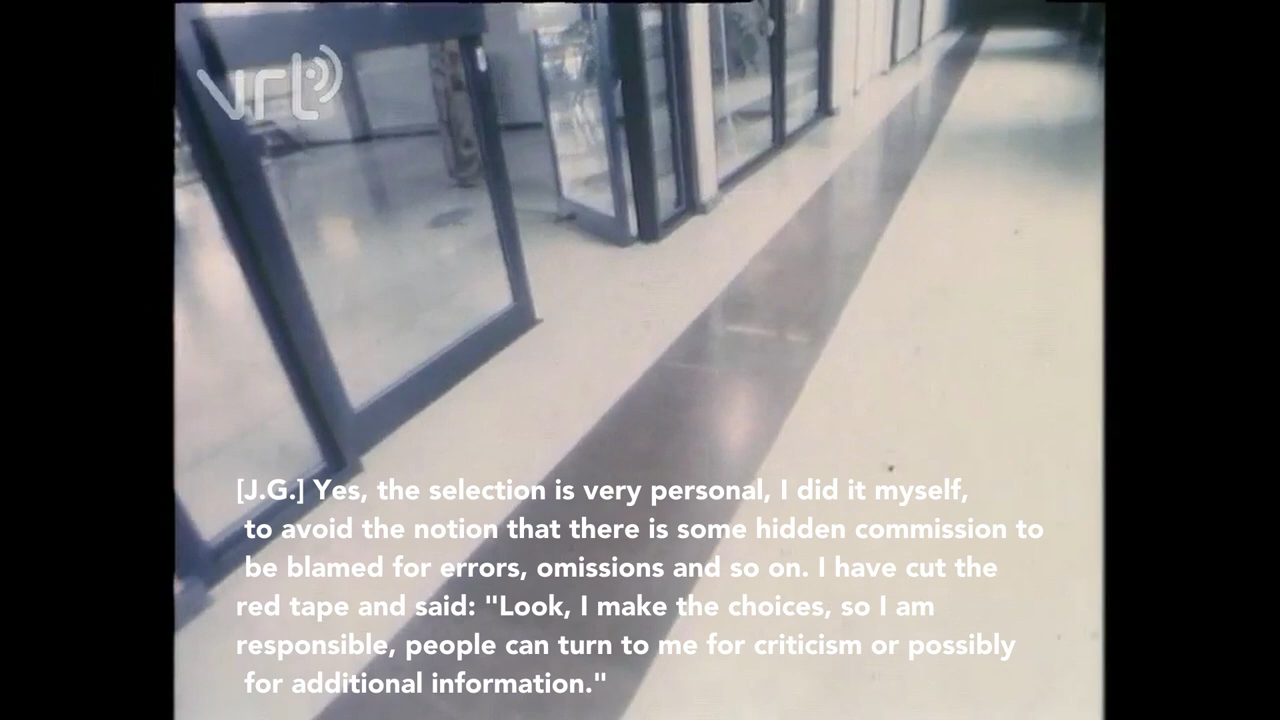 vrt
[J.G.] Yes, the selection is very personal, I did it myself,
to avoid the notion that there is some hidden commission to
be blamed for errors, omissions and so on. I have cut the
red tape and said: "Look, I make the choices, so I am
responsible, people can turn to me for criticism or possibly
for additional information."